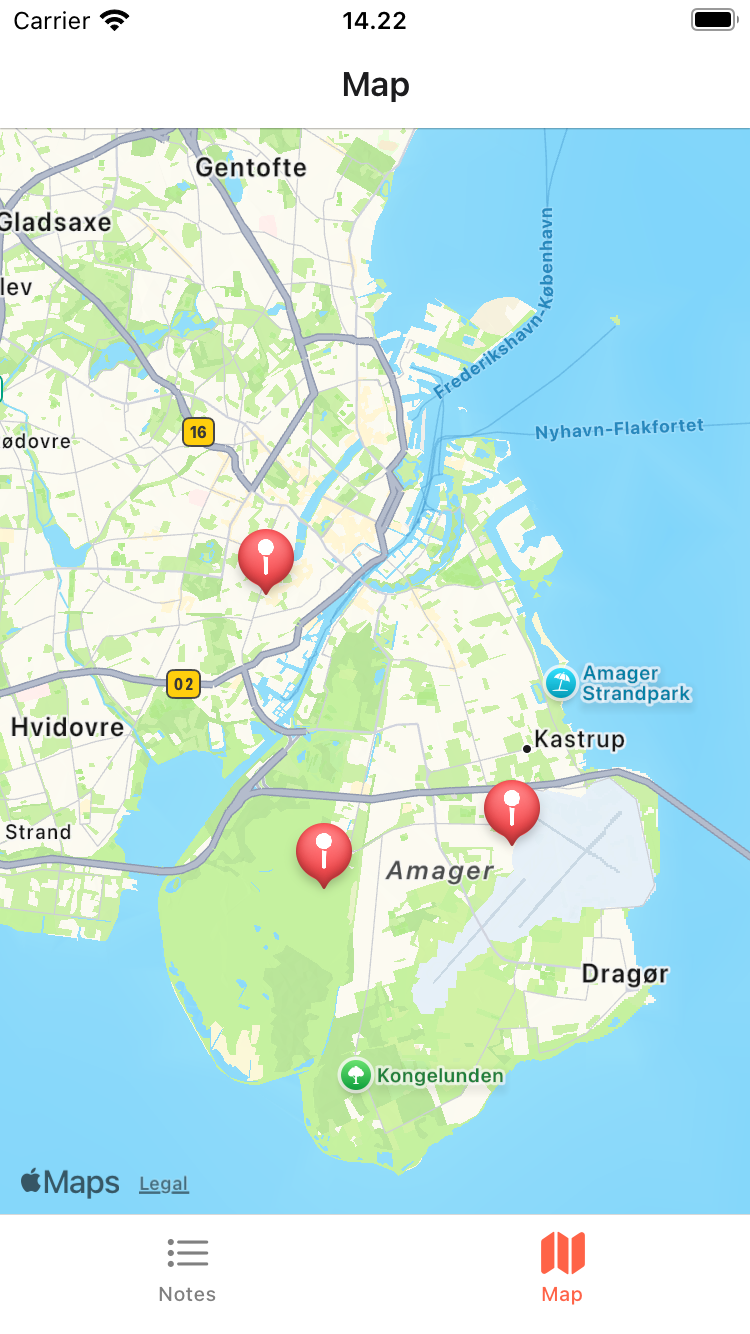 Carrier 14.22
Map
Gentofte
Gladsaxe
lev
Frederikshavn-København
16
Nyhavn-Flakfortet
ødovre
Amager
Strandpark
02
Hvidovre
Kastrup
Strand
Amager
Dragør
Kongelunden
Maps Legal
Notes Map